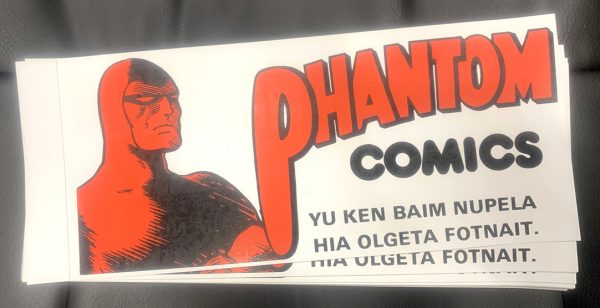 PHANTOM
COMICS
YU KEN BAIM NUPELA
HIA OLGETA FOTNAIT.
HIA OLGETA FOTNAIT.